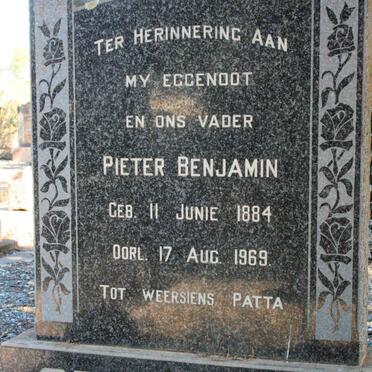 TER HERINNERING AAN
MY EGGENOOT
EN ONS VADER
PIETER BENJAMIN
GEB. 11 JUNIE 1884
OORL. 17 AUG. 1969.
TOT WEERSIENS PATTA